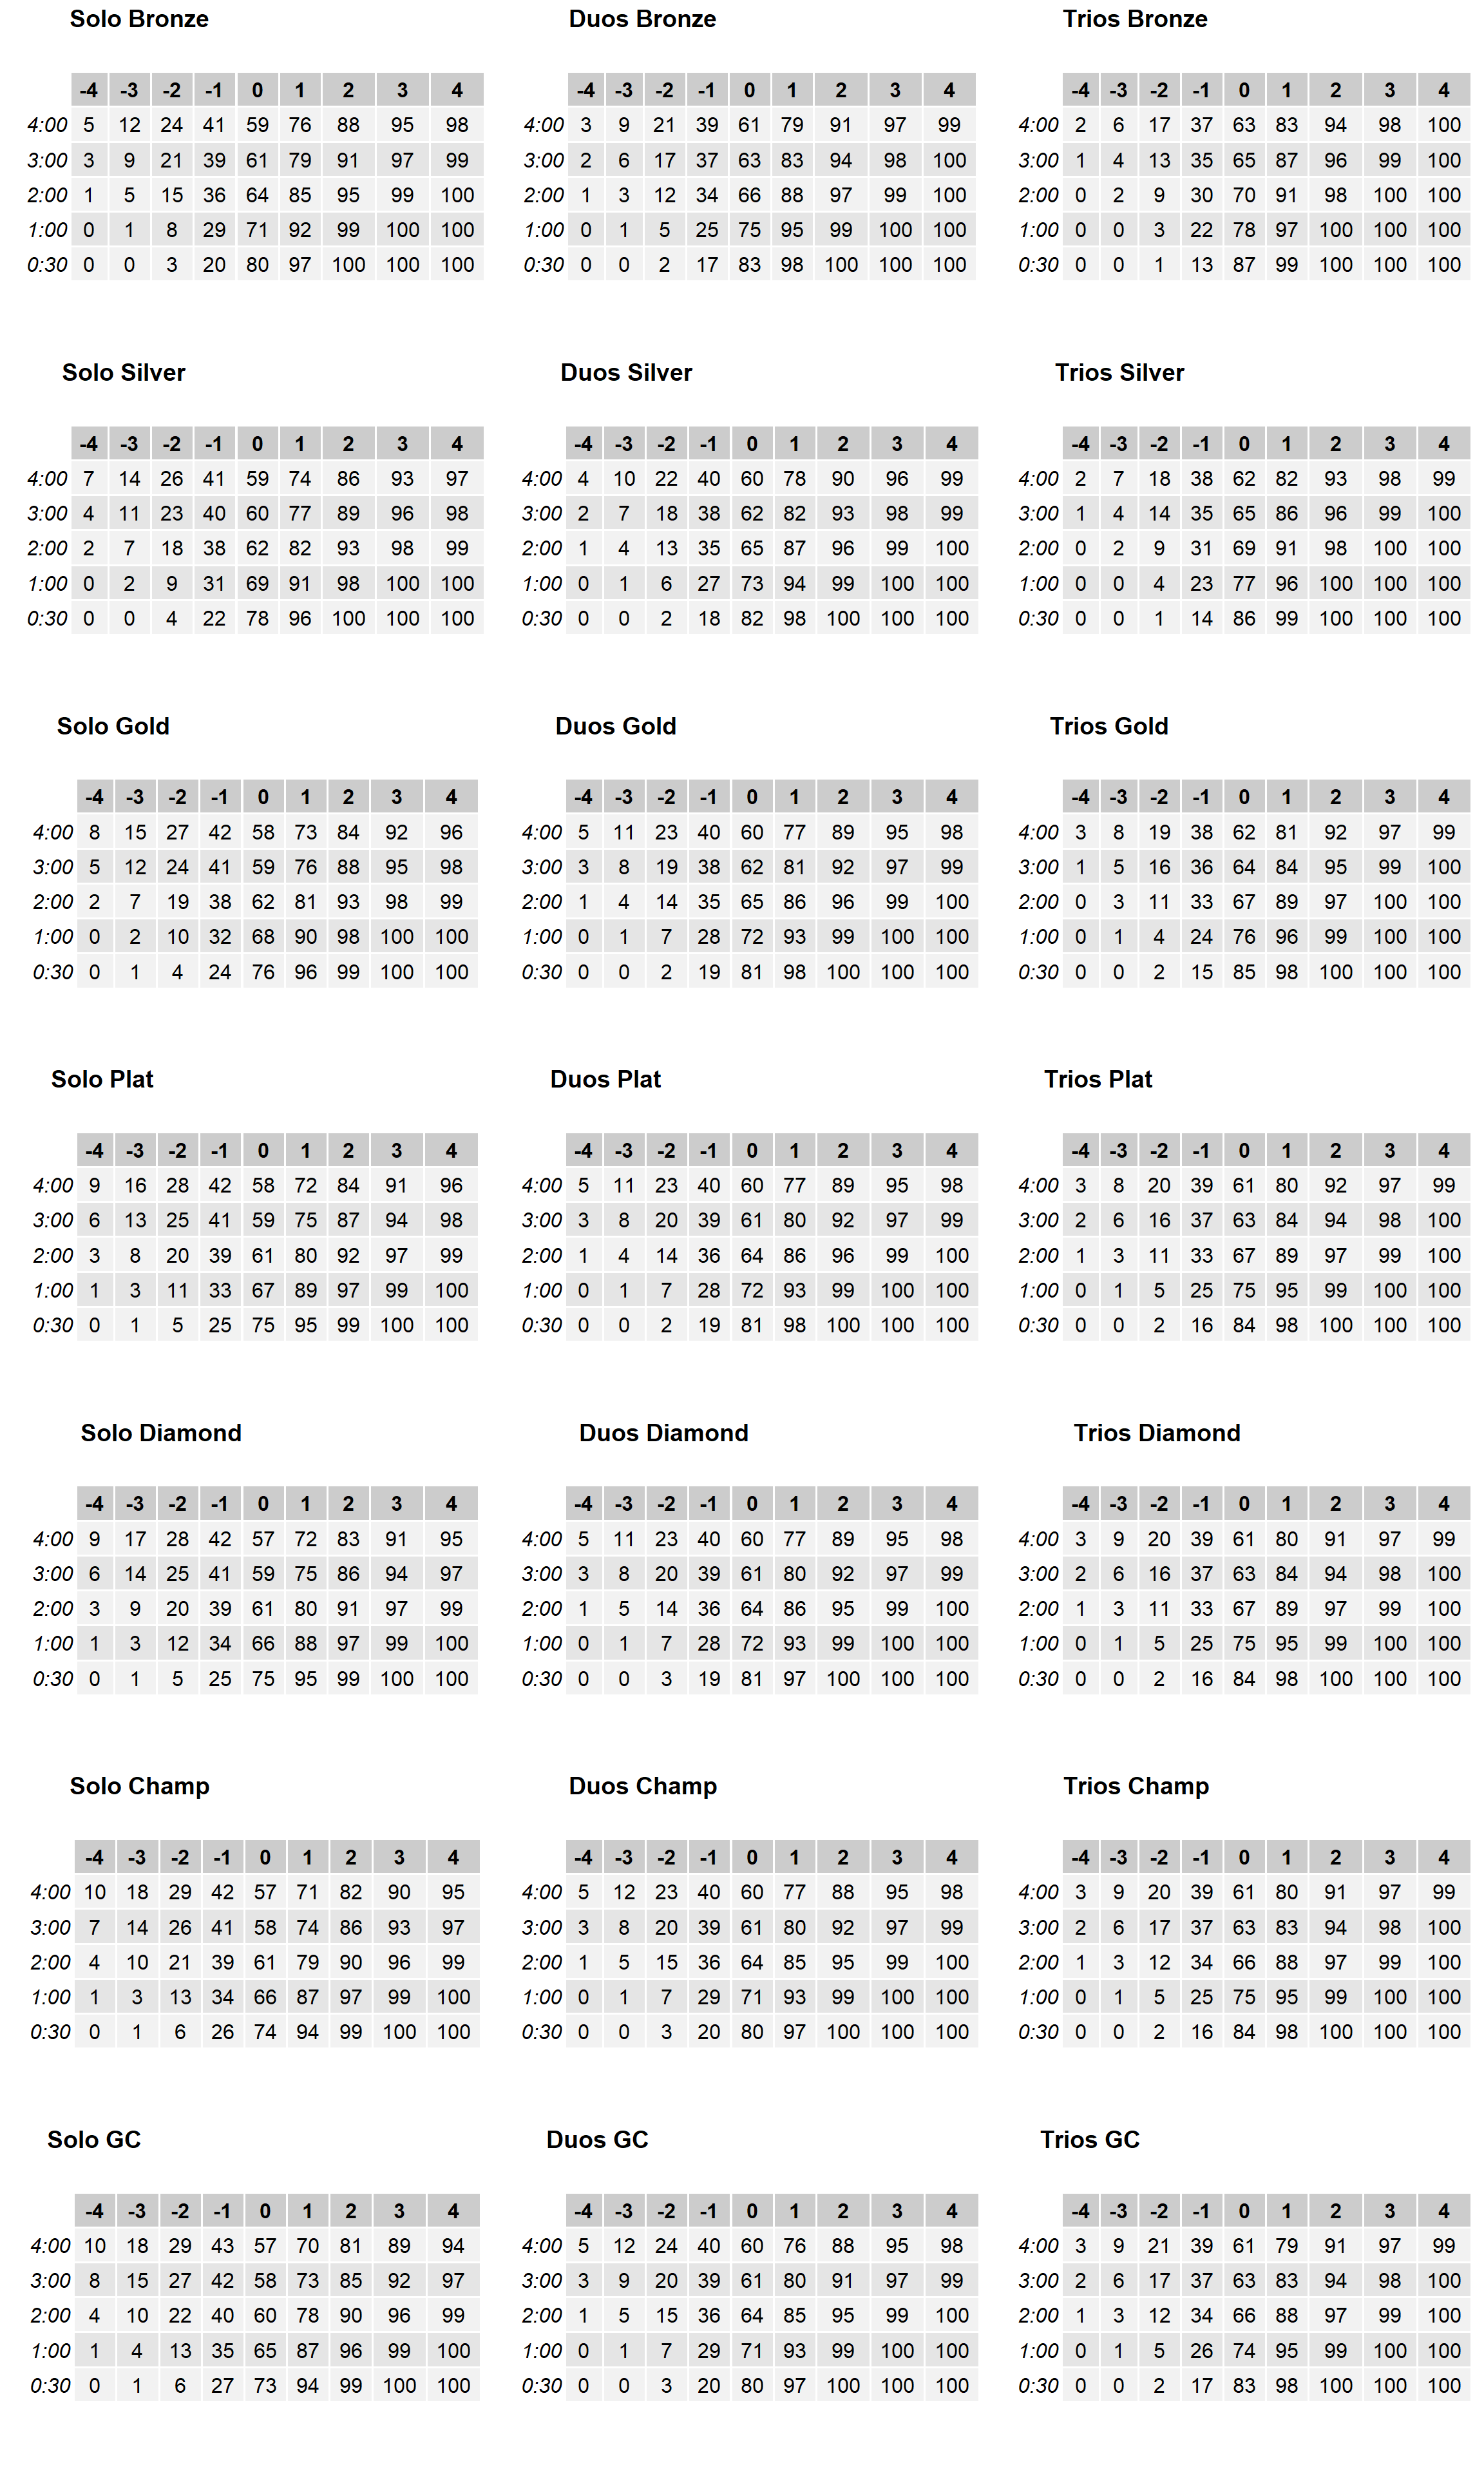 Solo Bronze Duos Bronze Trios Bronze
-4 -3 -2 -1 0 1 2 3 4 -4 -3 -2 -1 0 1 2 3 4 -4 -3 -2 -1 0 1 2 3 4
4:00 5 12 24 41 59 76 88 95 98 4:00 3 9 21 39 61 79 91 97 99 4:00 2 6 17 37 63 83 94 98 100
3:00 3 9 21 39 61 79 91 97 99 3:00 2 6 17 37 63 83 94 98 100 3:00 1 4 13 35 65 87 96 99 100
2:00 1 5 15 36 64 85 95 99 100 2:00 1 3 12 34 66 88 97 99 100 2:00 0 2 9 30 70 91 98 100 100
1:00 0 1 8 29 71 92 99 100 100 1:00 0 1 5 25 75 95 99 100 100 1:00 0 0 3 22 78 97 100 100 100
0:30 0 0 3 20 80 97 100 100 100 0:30 0 0 2 17 83 98 100 100 100 0:30 0 0 1 13 87 99 100 100 100
Solo Silver Duos Silver Trios Silver
-4 -3 -2 -1 0 1 2 3 4 -4 -3 -2 -1 0 1 2 3 4 -4 -3 -2 -1 0 1 2 3 4
4:00 7 14 26 41 59 74 86 93 97 4:00 4 10 22 40 60 78 90 96 99 4:00 2 7 18 38 62 82 93 98 99
3:00 4 11 23 40 60 77 89 96 98 3:00 2 7 18 38 62 82 93 98 99 3:00 1 4 14 35 65 86 96 99 100
2:00 2 7 18 38 62 82 93 98 99 2:00 1 4 13 35 65 87 96 99 100 2:00 0 2 9 31 69 91 98 100 100
1:00 0 2 9 31 69 91 98 100 100 1:00 0 1 6 27 73 94 99 100 100 1:00 0 0 4 23 77 96 100 100 100
0:30 0 0 4 22 78 96 100 100 100 0:30 0 0 2 18 82 98 100 100 100 0:30 0 0 1 14 86 99 100 100 100
Solo Gold Duos Gold Trios Gold
-4 -3 -2 -1 0 1 2 3 4 -4 -3 -2 -1 0 1 2 3 4 -4 -3 -2 -1 0 1 2 3 4
4:00 8 15 27 42 58 73 84 92 96 4:00 5 11 23 40 60 77 89 95 98 4:00 3 8 19 38 62 81 92 97 99
3:00 5 12 24 41 59 76 88 95 98 3:00 3 8 19 38 62 81 92 97 99 3:00 1 5 16 36 64 84 95 99 100
2:00 2 7 19 38 62 81 93 98 99 2:00 1 4 14 35 65 86 96 99 100 2:00 0 3 11 33 67 89 97 100 100
1:00 0 2 10 32 68 90 98 100 100 1:00 0 1 7 28 72 93 99 100 100 1:00 0 1 4 24 76 96 99 100 100
0:30 0 1 4 24 76 96 99 100 100 0:30 0 0 2 19 81 98 100 100 100 0:30 0 0 2 15 85 98 100 100 100
Solo Plat Duos Plat Trios Plat
-4 -3 -2 -1 0 1 2 3 4 -4 -3 -2 -1 0 1 2 3 4 -4 -3 -2 -1 0 1 2 3 4
4:00 9 16 28 42 58 72 84 91 96 4:00 5 11 23 40 60 77 89 95 98 4:00 3 8 20 39 61 80 92 97 99
3:00 6 13 25 41 59 75 87 94 98 3:00 3 8 20 39 61 80 92 97 99 3:00 2 6 16 37 63 84 94 98 100
2:00 3 8 20 39 61 80 92 97 99 2:00 1 4 14 36 64 86 96 99 100 2:00 1 3 11 33 67 89 97 99 100
1:00 1 3 11 33 67 89 97 99 100 1:00 0 1 7 28 72 93 99 100 100 1:00 0 1 5 25 75 95 99 100 100
0:30 0 1 5 25 75 95 99 100 100 0:30 0 0 2 19 81 98 100 100 100 0:30 0 0 2 16 84 98 100 100 100
Solo Diamond Duos Diamond Trios Diamond
-4 -3 -2 -1 0 1 2 3 4 -4 -3 -2 -1 0 1 2 3 4 -4 -3 -2 -1 0 1 2 3 4
4:00 9 17 28 42 57 72 83 91 95 4:00 5 11 23 40 60 77 89 95 98 4:00 3 9 20 39 61 80 91 97 99
3:00 6 14 25 41 59 75 86 94 97 3:00 3 8 20 39 61 80 92 97 99 3:00 2 6 16 37 63 84 94 98 100
2:00 3 9 20 39 61 80 91 97 99 2:00 1 5 14 36 64 86 95 99 100 2:00 1 3 11 33 67 89 97 99 100
1:00 1 3 12 34 66 88 97 99 100 1:00 0 1 7 28 72 93 99 100 100 1:00 0 1 5 25 75 95 99 100 100
0:30 0 1 5 25 75 95 99 100 100 0:30 0 0 3 19 81 97 100 100 100 0:30 0 0 2 16 84 98 100 100 100
Solo Champ Duos Champ Trios Champ
-4 -3 -2 -1 0 1 2 3 4 -4 -3 -2 -1 0 1 2 3 4 -4 -3 -2 -1 0 1 2 3 4
4:00 10 18 29 42 57 71 82 90 95 4:00 5 12 23 40 60 77 88 95 98 4:00 3 9 20 39 61 80 91 97 99
3:00 7 14 26 41 58 74 86 93 97 3:00 3 8 20 39 61 80 92 97 99 3:00 2 6 17 37 63 83 94 98 100
2:00 4 10 21 39 61 79 90 96 99 2:00 1 5 15 36 64 85 95 99 100 2:00 1 3 12 34 66 88 97 99 100
1:00 1 3 13 34 66 87 97 99 100 1:00 0 1 7 29 71 93 99 100 100 1:00 0 1 5 25 75 95 99 100 100
0:30 0 1 6 26 74 94 99 100 100 0:30 0 0 3 20 80 97 100 100 100 0:30 0 0 2 16 84 98 100 100 100
Solo GC Duos GC Trios GC
-4 -3 -2 -1 0 1 2 3 4 -4 -3 -2 -1 0 1 2 3 4 -4 -3 -2 -1 0 1 2 3 4
4:00 10 18 29 43 57 70 81 89 94 4:00 5 12 24 40 60 76 88 95 98 4:00 3 9 21 39 61 79 91 97 99
3:00 8 15 27 42 58 73 85 92 97 3:00 3 9 20 39 61 80 91 97 99 3:00 2 6 17 37 63 83 94 98 100
2:00 4 10 22 40 60 78 90 96 99 2:00 1 5 15 36 64 85 95 99 100 2:00 1 3 12 34 66 88 97 99 100
1:00 1 4 13 35 65 87 96 99 100 1:00 0 1 7 29 71 93 99 100 100 1:00 0 1 5 26 74 95 99 100 100
0:30 0 1 6 27 73 94 99 100 100 0:30 0 0 3 20 80 97 100 100 100 0:30 0 0 2 17 83 98 100 100 100